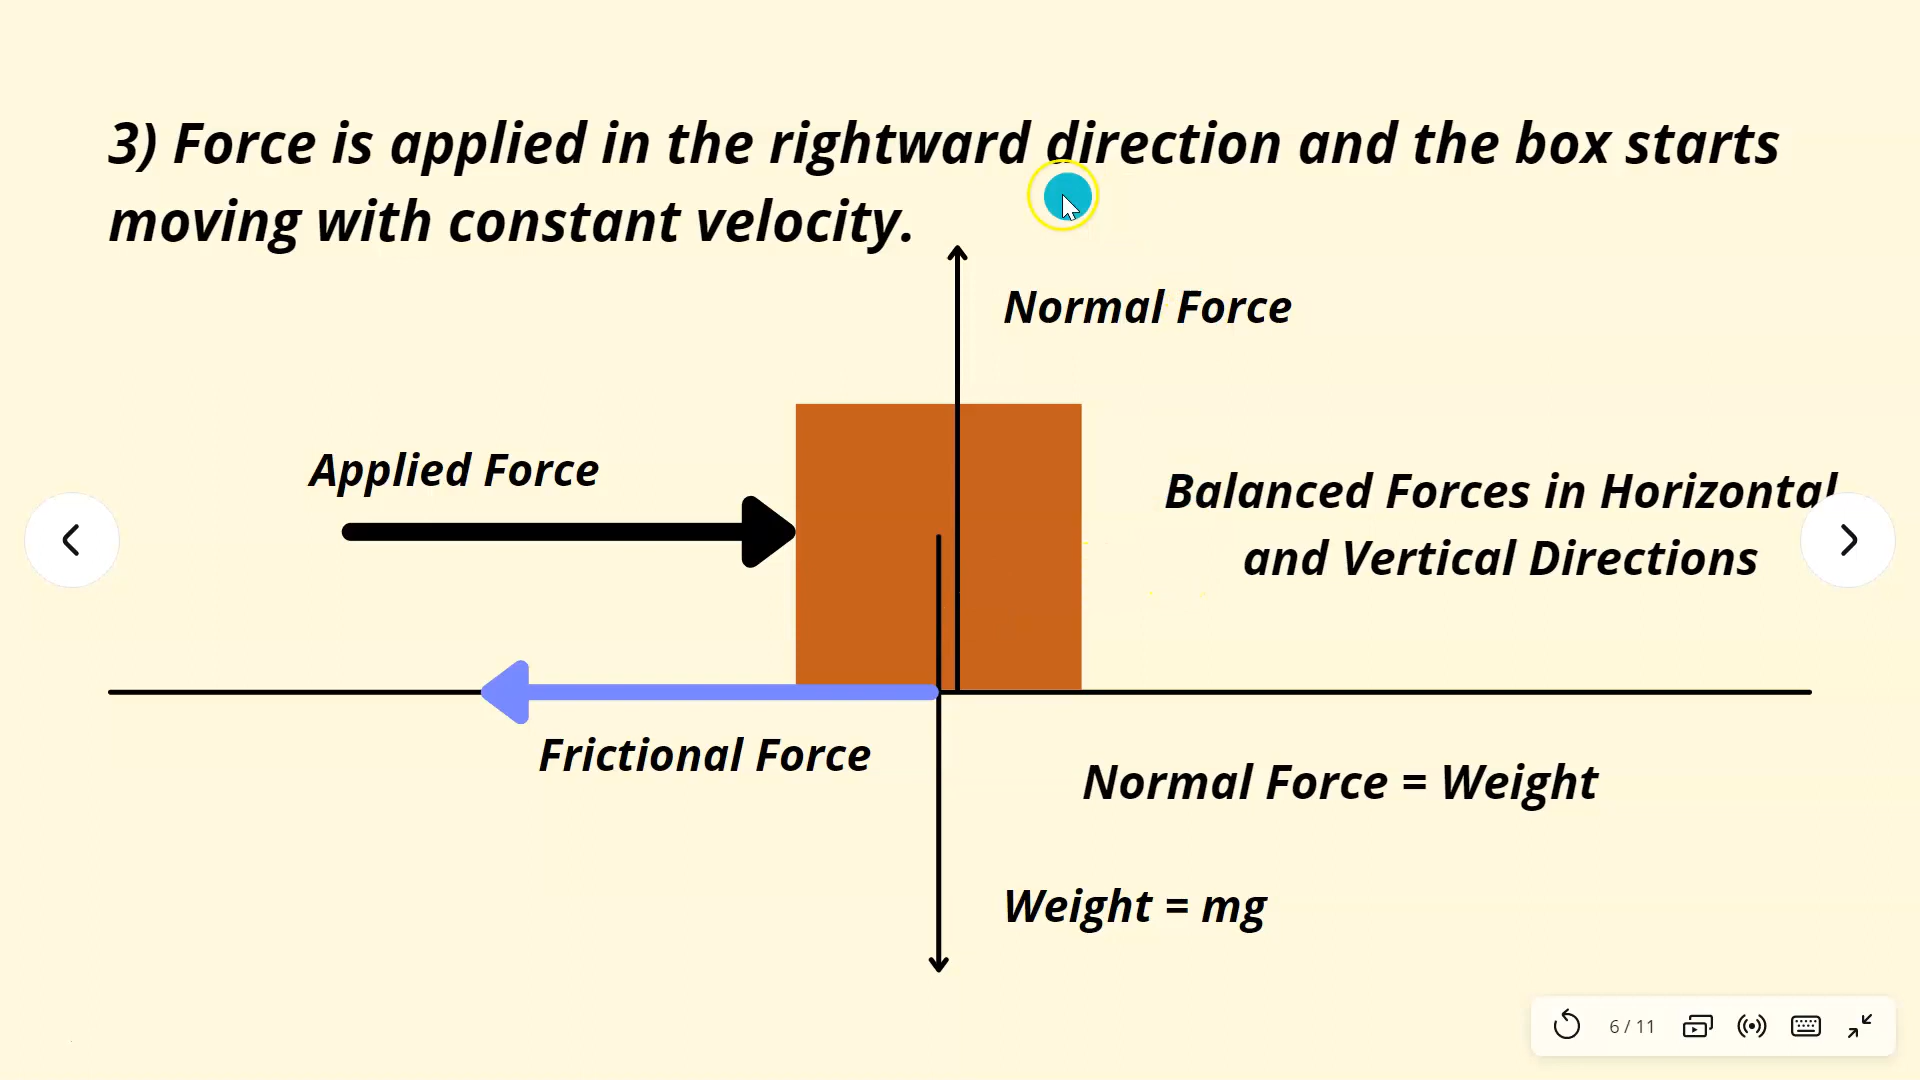 3) Force is applied in the rightward direction and the box starts
moving with constant velocity.
Normal Force
Applied Force
Balanced Forces in Horizontal
and Vertical Directions
Frictional Force
Normal Force = Weight
Weight = mg
6 / 11